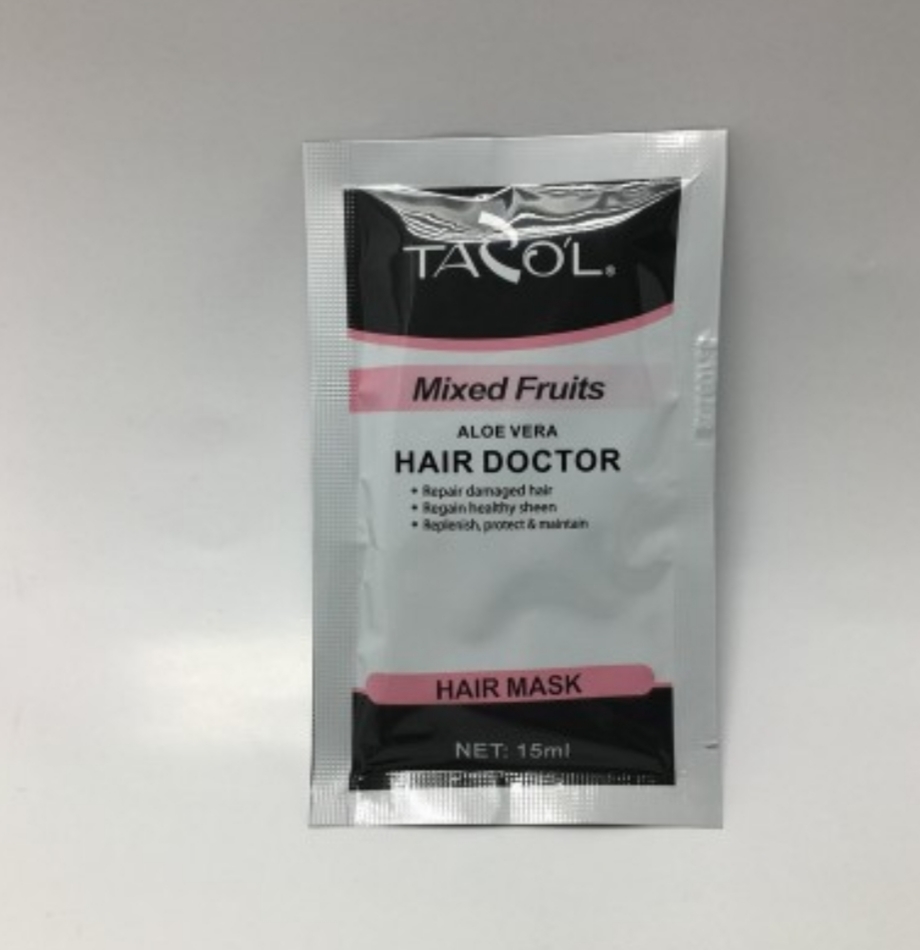 TACO'L®
Mixed Fruits
ALOE VERA
HAIR DOCTOR
• Repair damaged hair
• Regain healthy sheen
• Replenish, protect & maintain
HAIR MASK
NET: 15ml